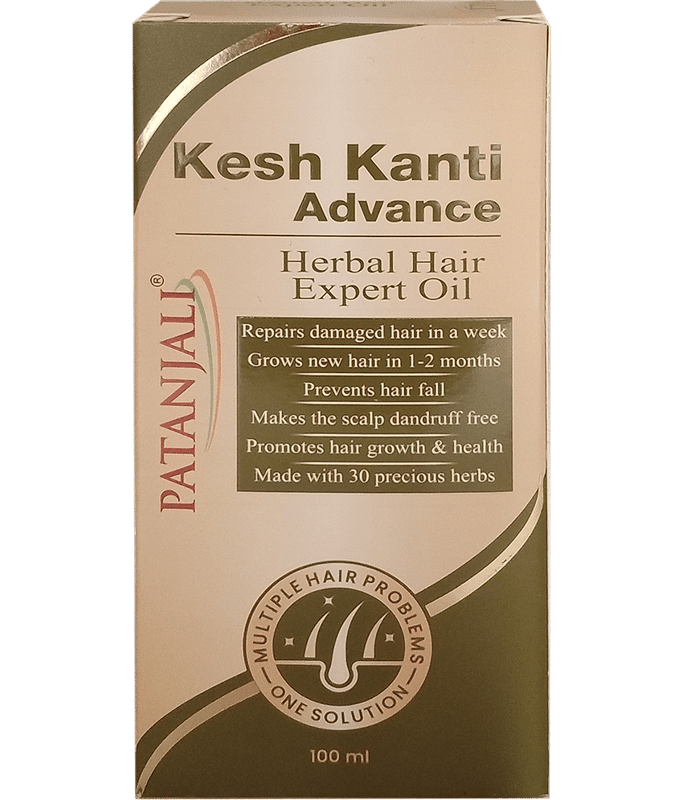 Expert Oil
Kesh Kanti
Advance
Herbal Hair
Expert Oil
PATANJALI®
Repairs damaged hair in a week
Grows new hair in 1-2 months
Prevents hair fall
Makes the scalp dandruff free
Promotes hair growth & health
Made with 30 precious herbs
MULTIPLE HAIR PROBLEMS
ONE SOLUTION
100 ml